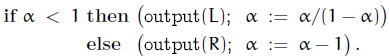 if α < 1 then (output(L); α := α/(1 − α))
else (output(R); α := α − 1) .